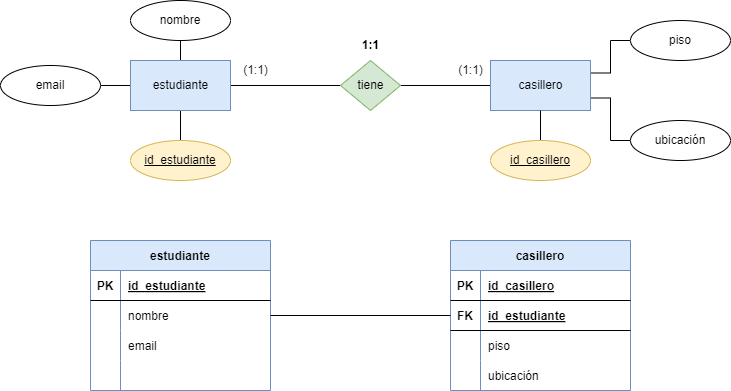 nombre
1:1
piso
(1:1)
(1:1)
email
estudiante
tiene
casillero
ubicación
id_estudiante
id_casillero
estudiante
PK id_estudiante
nombre
email
casillero
PK id_casillero
FK id_estudiante
piso
ubicación